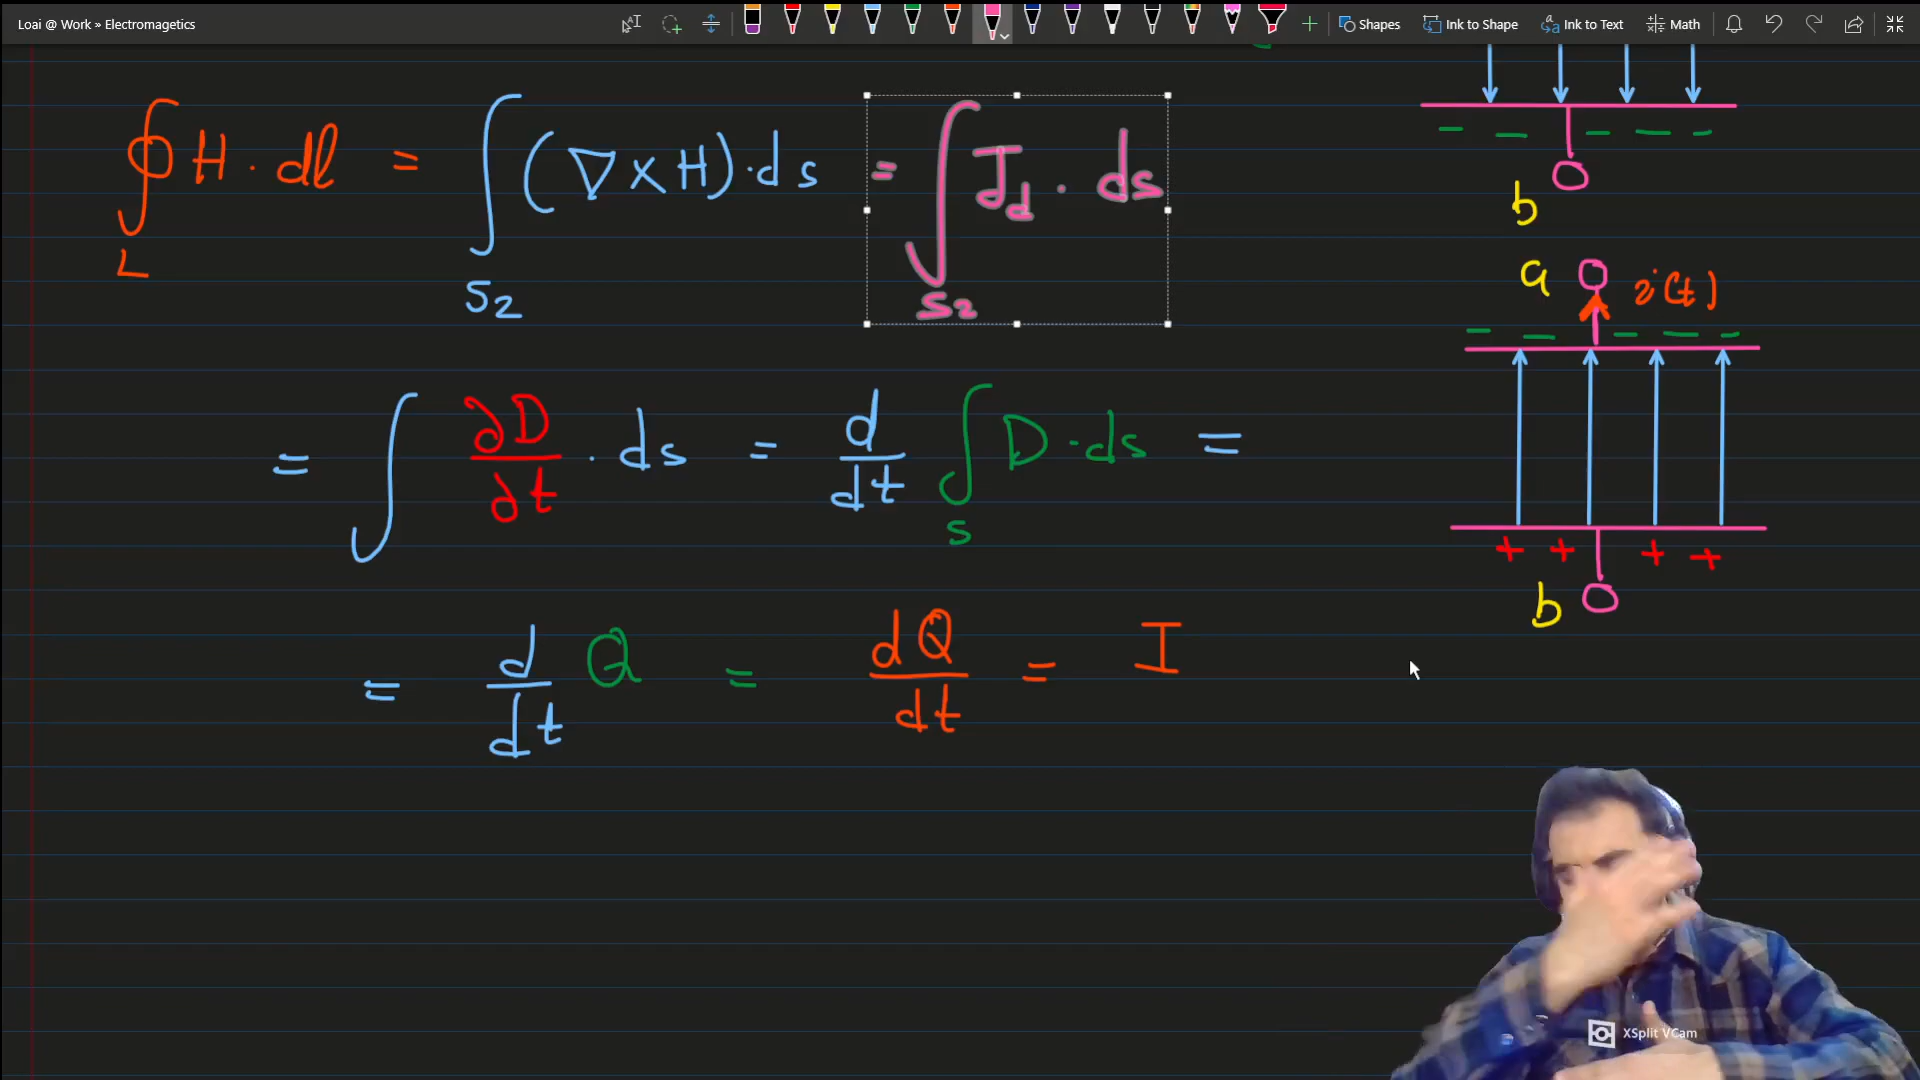 Loai @ Work » Electromagetics
Shapes
Ink to Shape
Ink to Text
Math
∮ H · dl = ∫ (∇ × H) · ds = ∫ J_d · ds
L
S2
S2
= ∫ ∂D/∂t · ds = d/dt ∫ D · ds =
S
= d/dt Q = dQ/dt = I
− − − − −
b
a
i(t)
− − − − −
+ + + +
b
XSplit VCam